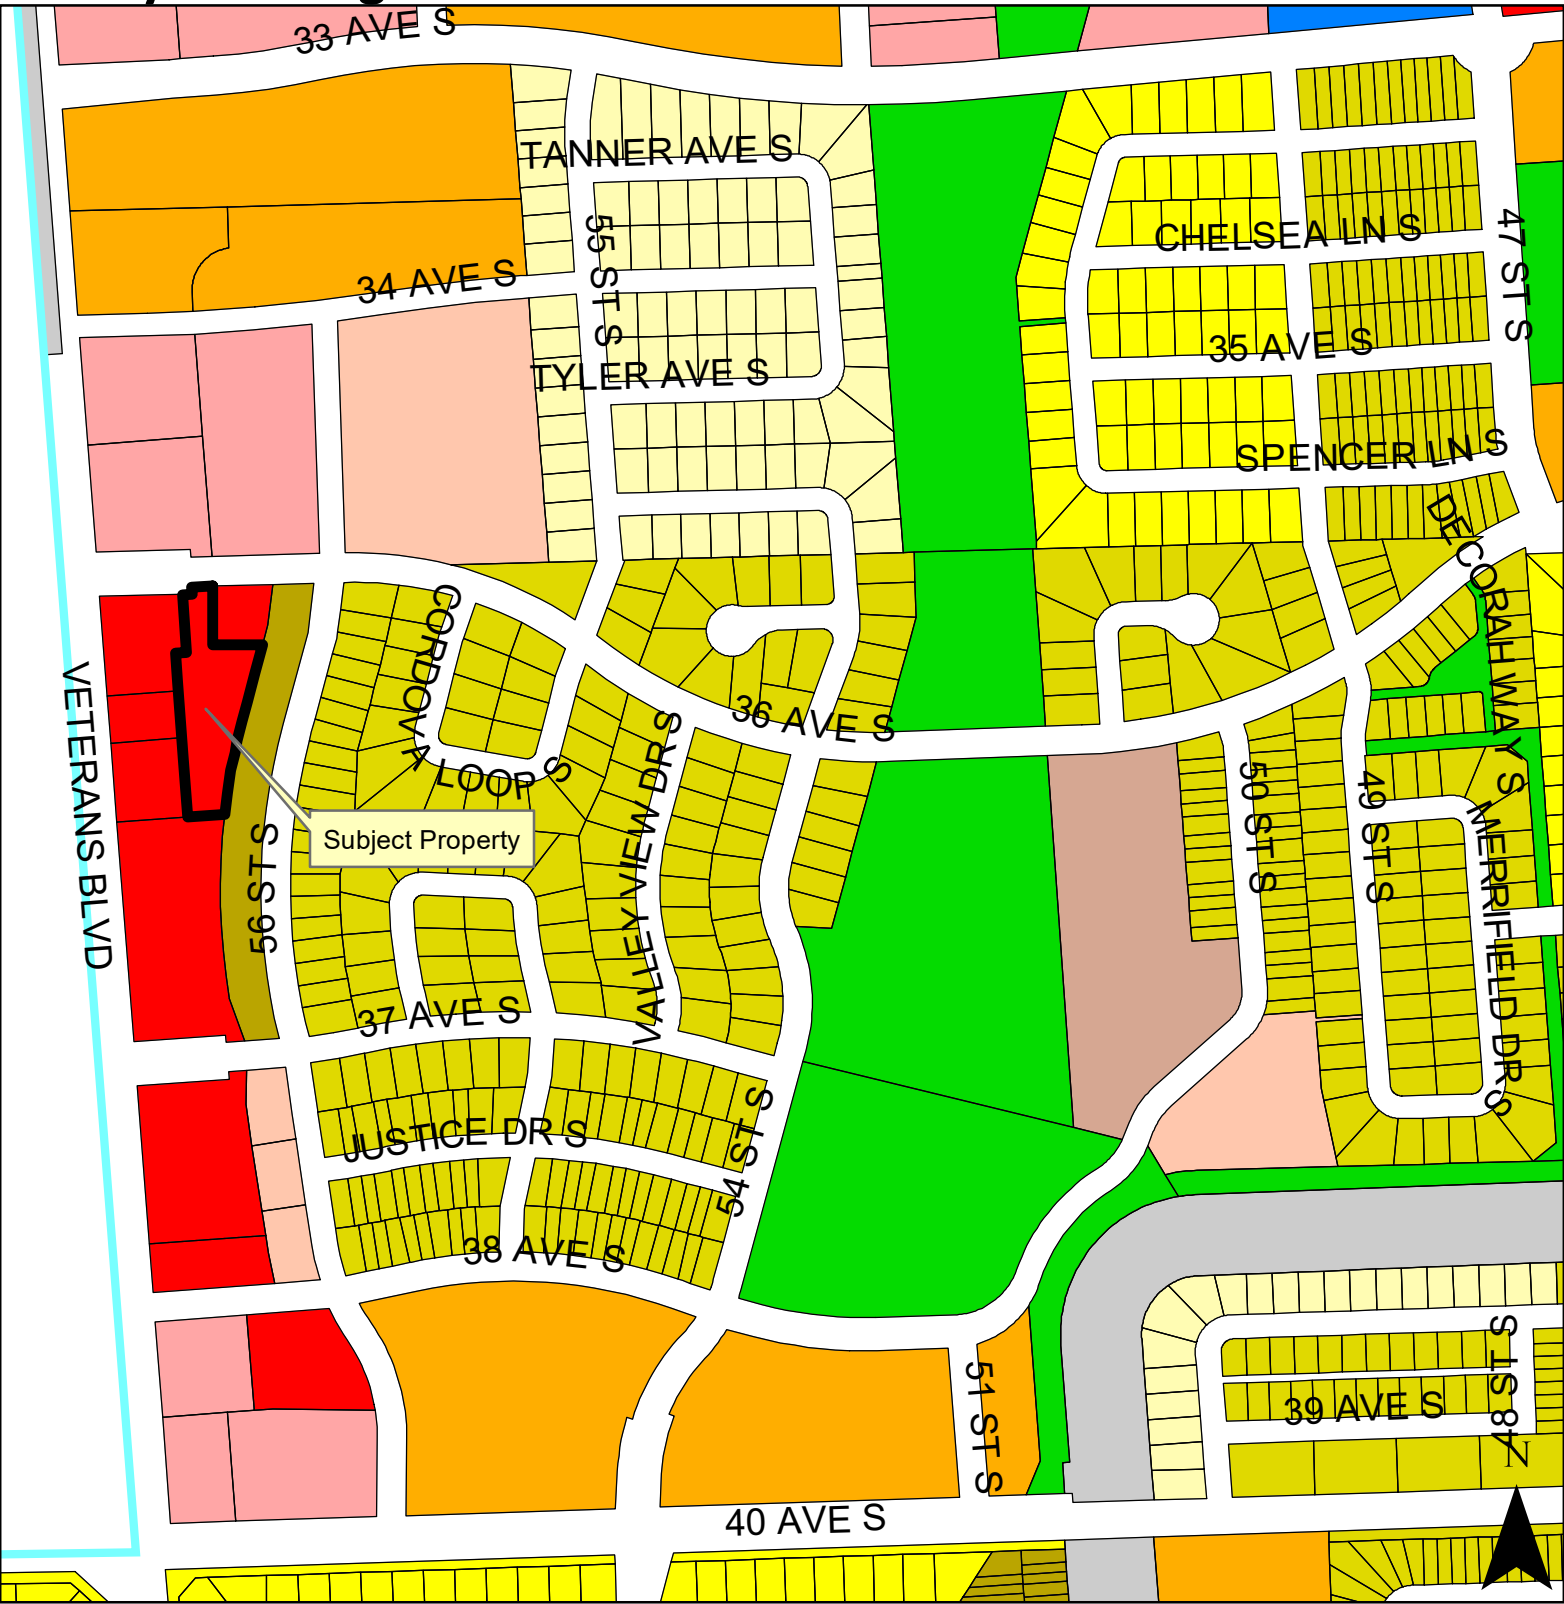 33 AVE S
TANNER AVE S
55 ST S
CHELSEA LN S
47 ST S
34 AVE S
35 AVE S
TYLER AVE S
SPENCER LN S
DECORAH WAY S
CORDOVA LOOP S
VETERANS BLVD
36 AVE S
VALLEY VIEW DR S
50 ST S
49 ST S
MERRIFIELD DR S
Subject Property
56 ST S
37 AVE S
JUSTICE DR S
54 ST S
38 AVE S
51 ST S
39 AVE S
48 ST S
N
40 AVE S